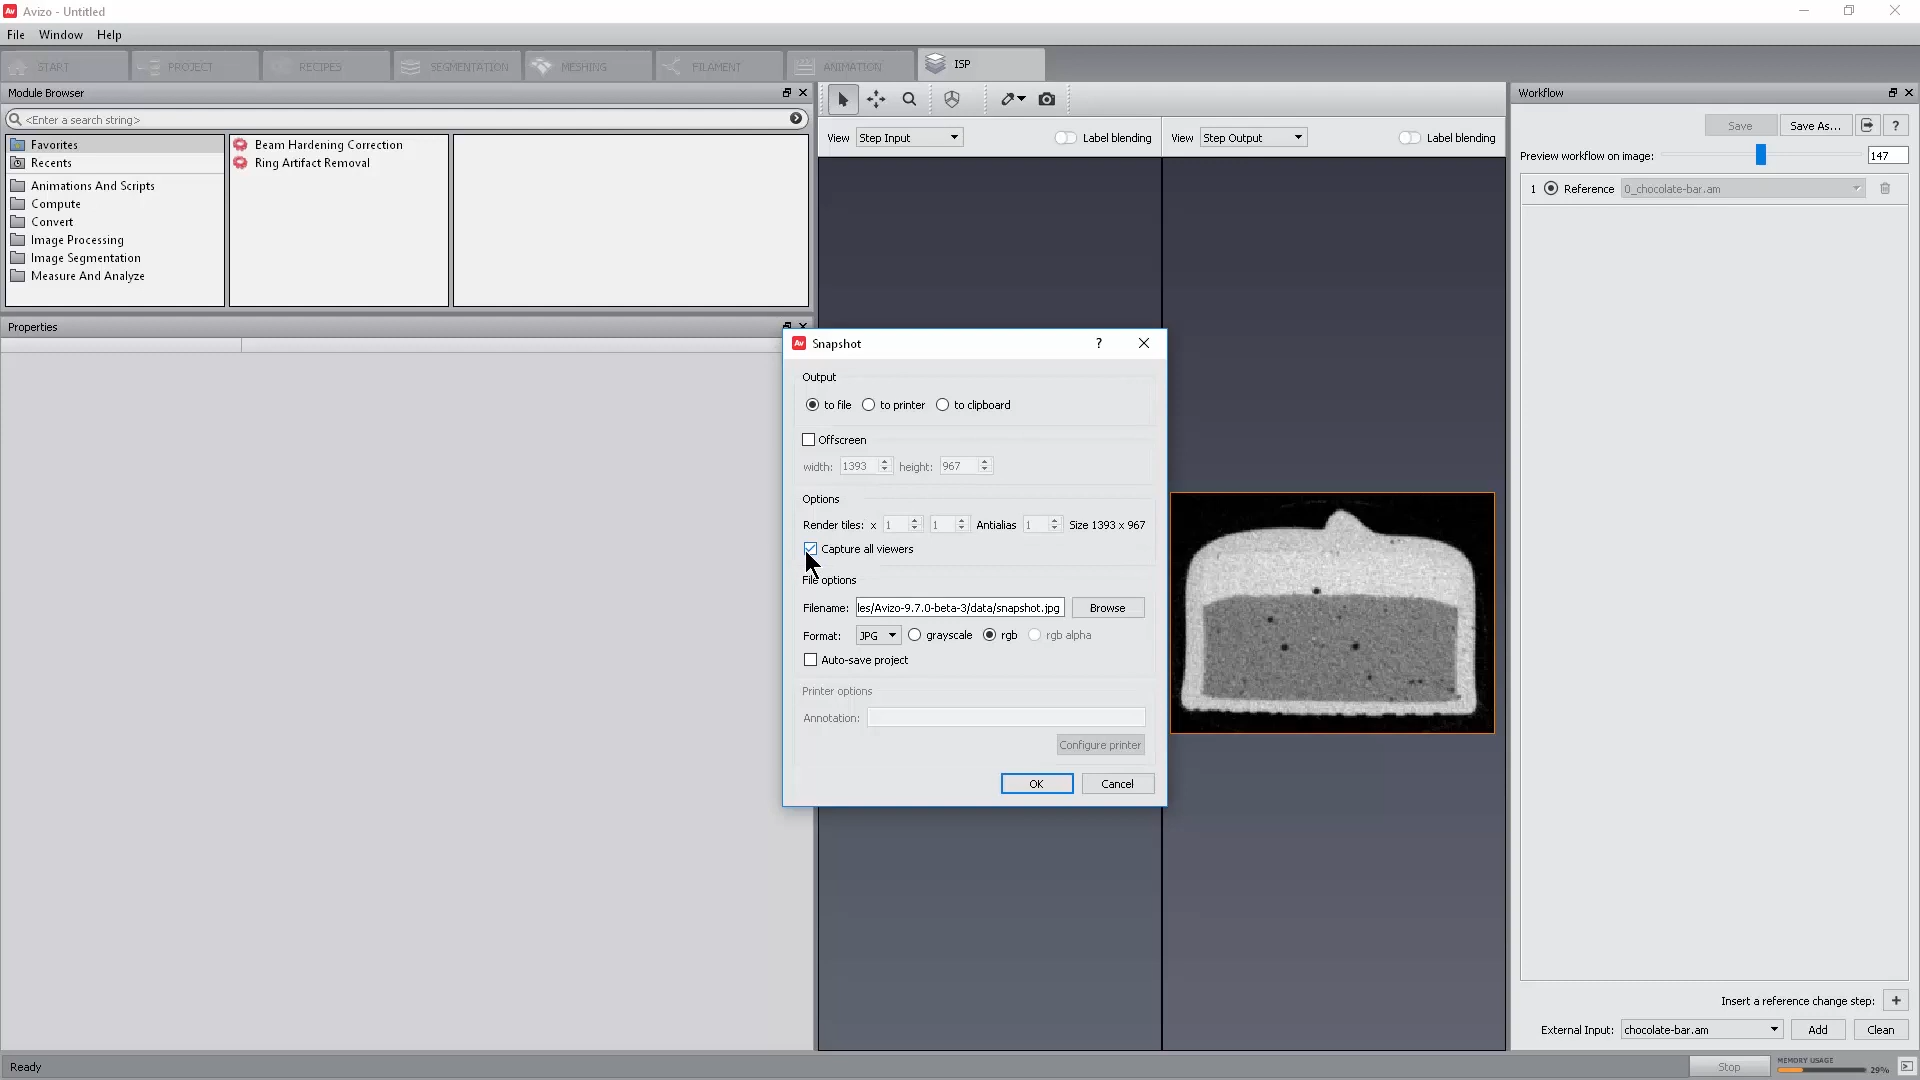 Avizo - Untitled
File Window Help
START PROJECT RECIPES SEGMENTATION MESHING FILAMENT ANIMATION ISP
Module Browser
<Enter a search string>
Favorites
Recents
Animations And Scripts
Compute
Convert
Image Processing
Image Segmentation
Measure And Analyze
Beam Hardening Correction
Ring Artifact Removal
Properties
View Step Input Label blending
View Step Output Label blending
Snapshot
Output
to file to printer to clipboard
Offscreen
width: 1393 height: 967
Options
Render tiles: x 1 1 Antialias 1 Size 1393 x 967
Capture all viewers
File options
Filename: les/Avizo-9.7.0-beta-3/data/snapshot.jpg Browse
Format: JPG grayscale rgb rgb alpha
Auto-save project
Printer options
Annotation:
Configure printer
OK Cancel
Workflow
Save Save As... ?
Preview workflow on image: 147
1 Reference 0_chocolate-bar.am
Insert a reference change step: +
External Input: chocolate-bar.am Add Clean
Ready
Stop MEMORY USAGE 29%